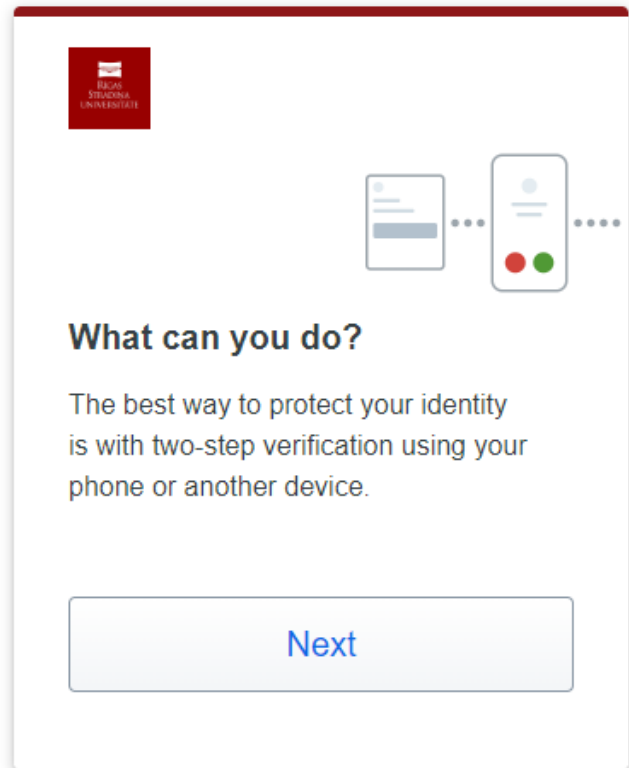 RĪGAS
STRADIŅA
UNIVERSITĀTE
What can you do?
The best way to protect your identity
is with two-step verification using your
phone or another device.
Next